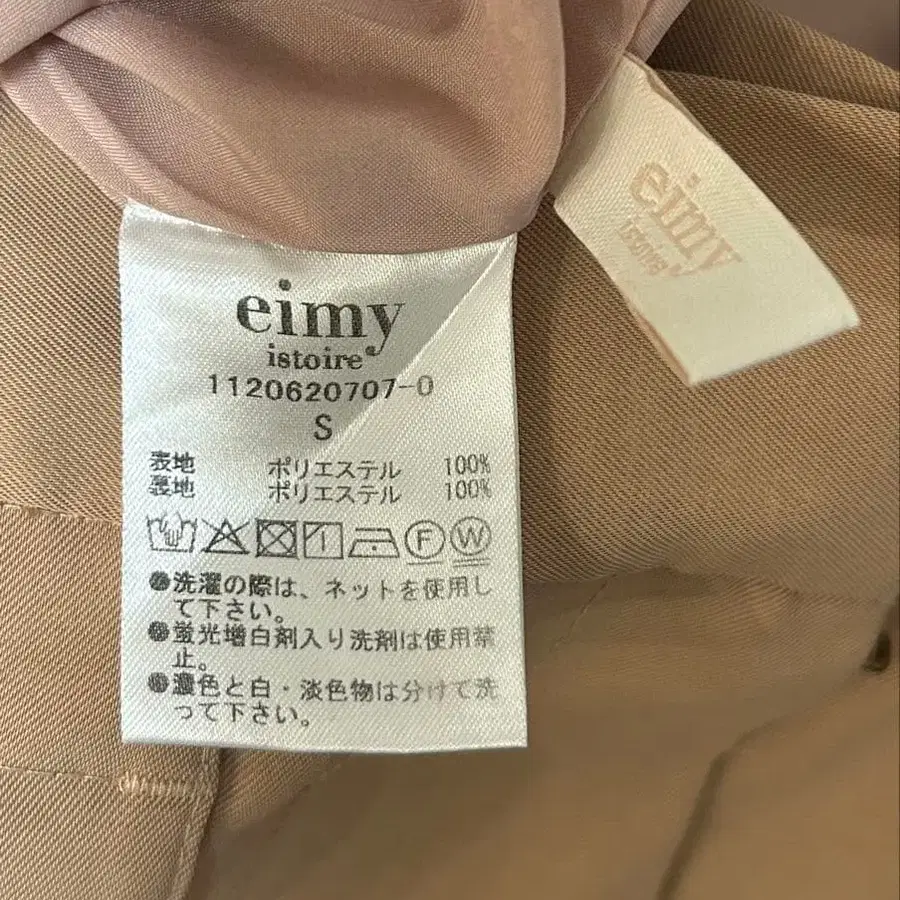 eimy
istoire®
1120620707-0
S
表地 ポリエステル 100%
裏地 ポリエステル 100%
F W
●洗濯の際は、ネットを使用し
て下さい。
●蛍光増白剤入り洗剤は使用禁
止。
●濃色と白・淡色物は分けて洗
って下さい。
eimy
istoire